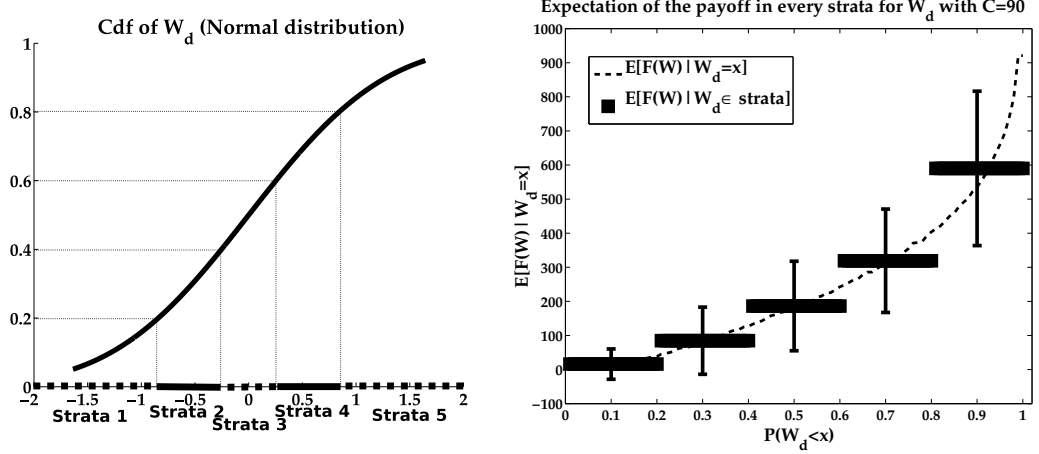 Cdf of W_d (Normal distribution)
1
0.8
0.6
0.4
0.2
0
−2 −1.5 −1 −0.5 0 0.5 1 1.5 2
Strata 1 Strata 2 Strata 3 Strata 4 Strata 5
Expectation of the payoff in every strata for W_d with C=90
E[F(W) | W_d=x]
E[F(W) | W_d∈ strata]
E[F(W) | W_d=x]
1000
900
800
700
600
500
400
300
200
100
0
−100
0 0.1 0.2 0.3 0.4 0.5 0.6 0.7 0.8 0.9 1
P(W_d<x)